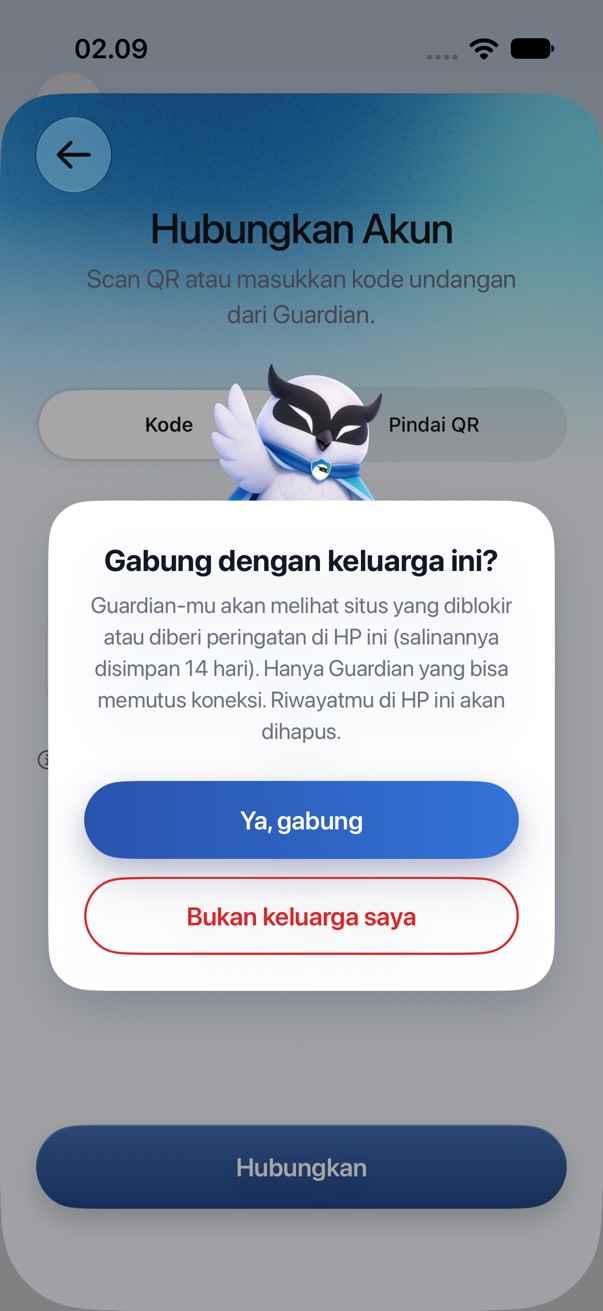 02.09
Hubungkan Akun
Scan QR atau masukkan kode undangan
dari Guardian.
Kode
Pindai QR
Gabung dengan keluarga ini?
Guardian-mu akan melihat situs yang diblokir
atau diberi peringatan di HP ini (salinannya
disimpan 14 hari). Hanya Guardian yang bisa
memutus koneksi. Riwayatmu di HP ini akan
dihapus.
Ya, gabung
Bukan keluarga saya
Hubungkan